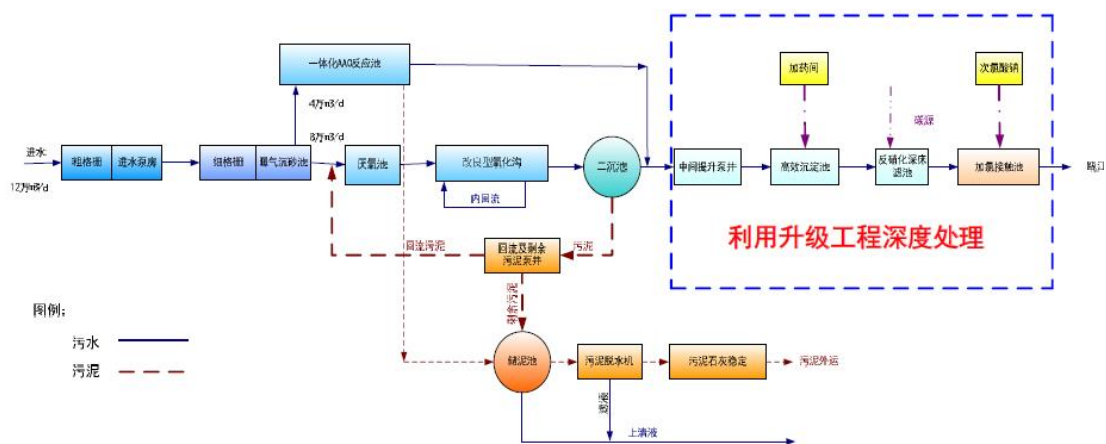 一体化AAO反应池
加药间
次氯酸钠
4万m3/d
8万m3/d
碳源
进水
粗格栅
进水泵房
细格栅
曝气沉砂池
厌氧池
改良型氧化沟
二沉池
中间提升泵井
高效沉淀池
反硝化深床
滤池
加氯接触池
瓯江
12万m3/d
内回流
利用升级工程深度处理
回流污泥
回流及剩余
污泥泵井
污泥
剩余污泥
图例：
污水
污泥
储泥池
污泥脱水机
污泥石灰稳定
污泥外运
滤液
上清液